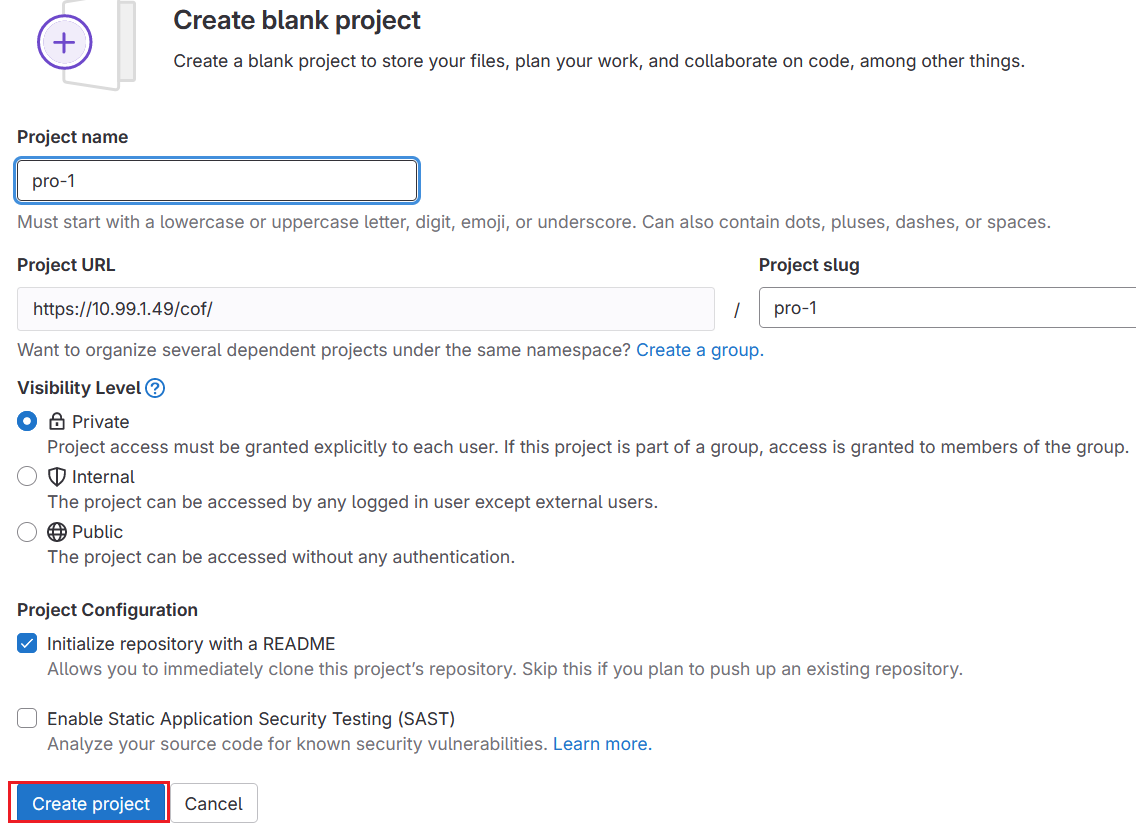 Create blank project
Create a blank project to store your files, plan your work, and collaborate on code, among other things.
Project name
pro-1
Must start with a lowercase or uppercase letter, digit, emoji, or underscore. Can also contain dots, pluses, dashes, or spaces.
Project URL
Project slug
https://10.99.1.49/cof/
/
pro-1
Want to organize several dependent projects under the same namespace? Create a group.
Visibility Level ?
Private
Project access must be granted explicitly to each user. If this project is part of a group, access is granted to members of the group.
Internal
The project can be accessed by any logged in user except external users.
Public
The project can be accessed without any authentication.
Project Configuration
Initialize repository with a README
Allows you to immediately clone this project’s repository. Skip this if you plan to push up an existing repository.
Enable Static Application Security Testing (SAST)
Analyze your source code for known security vulnerabilities. Learn more.
Create project
Cancel